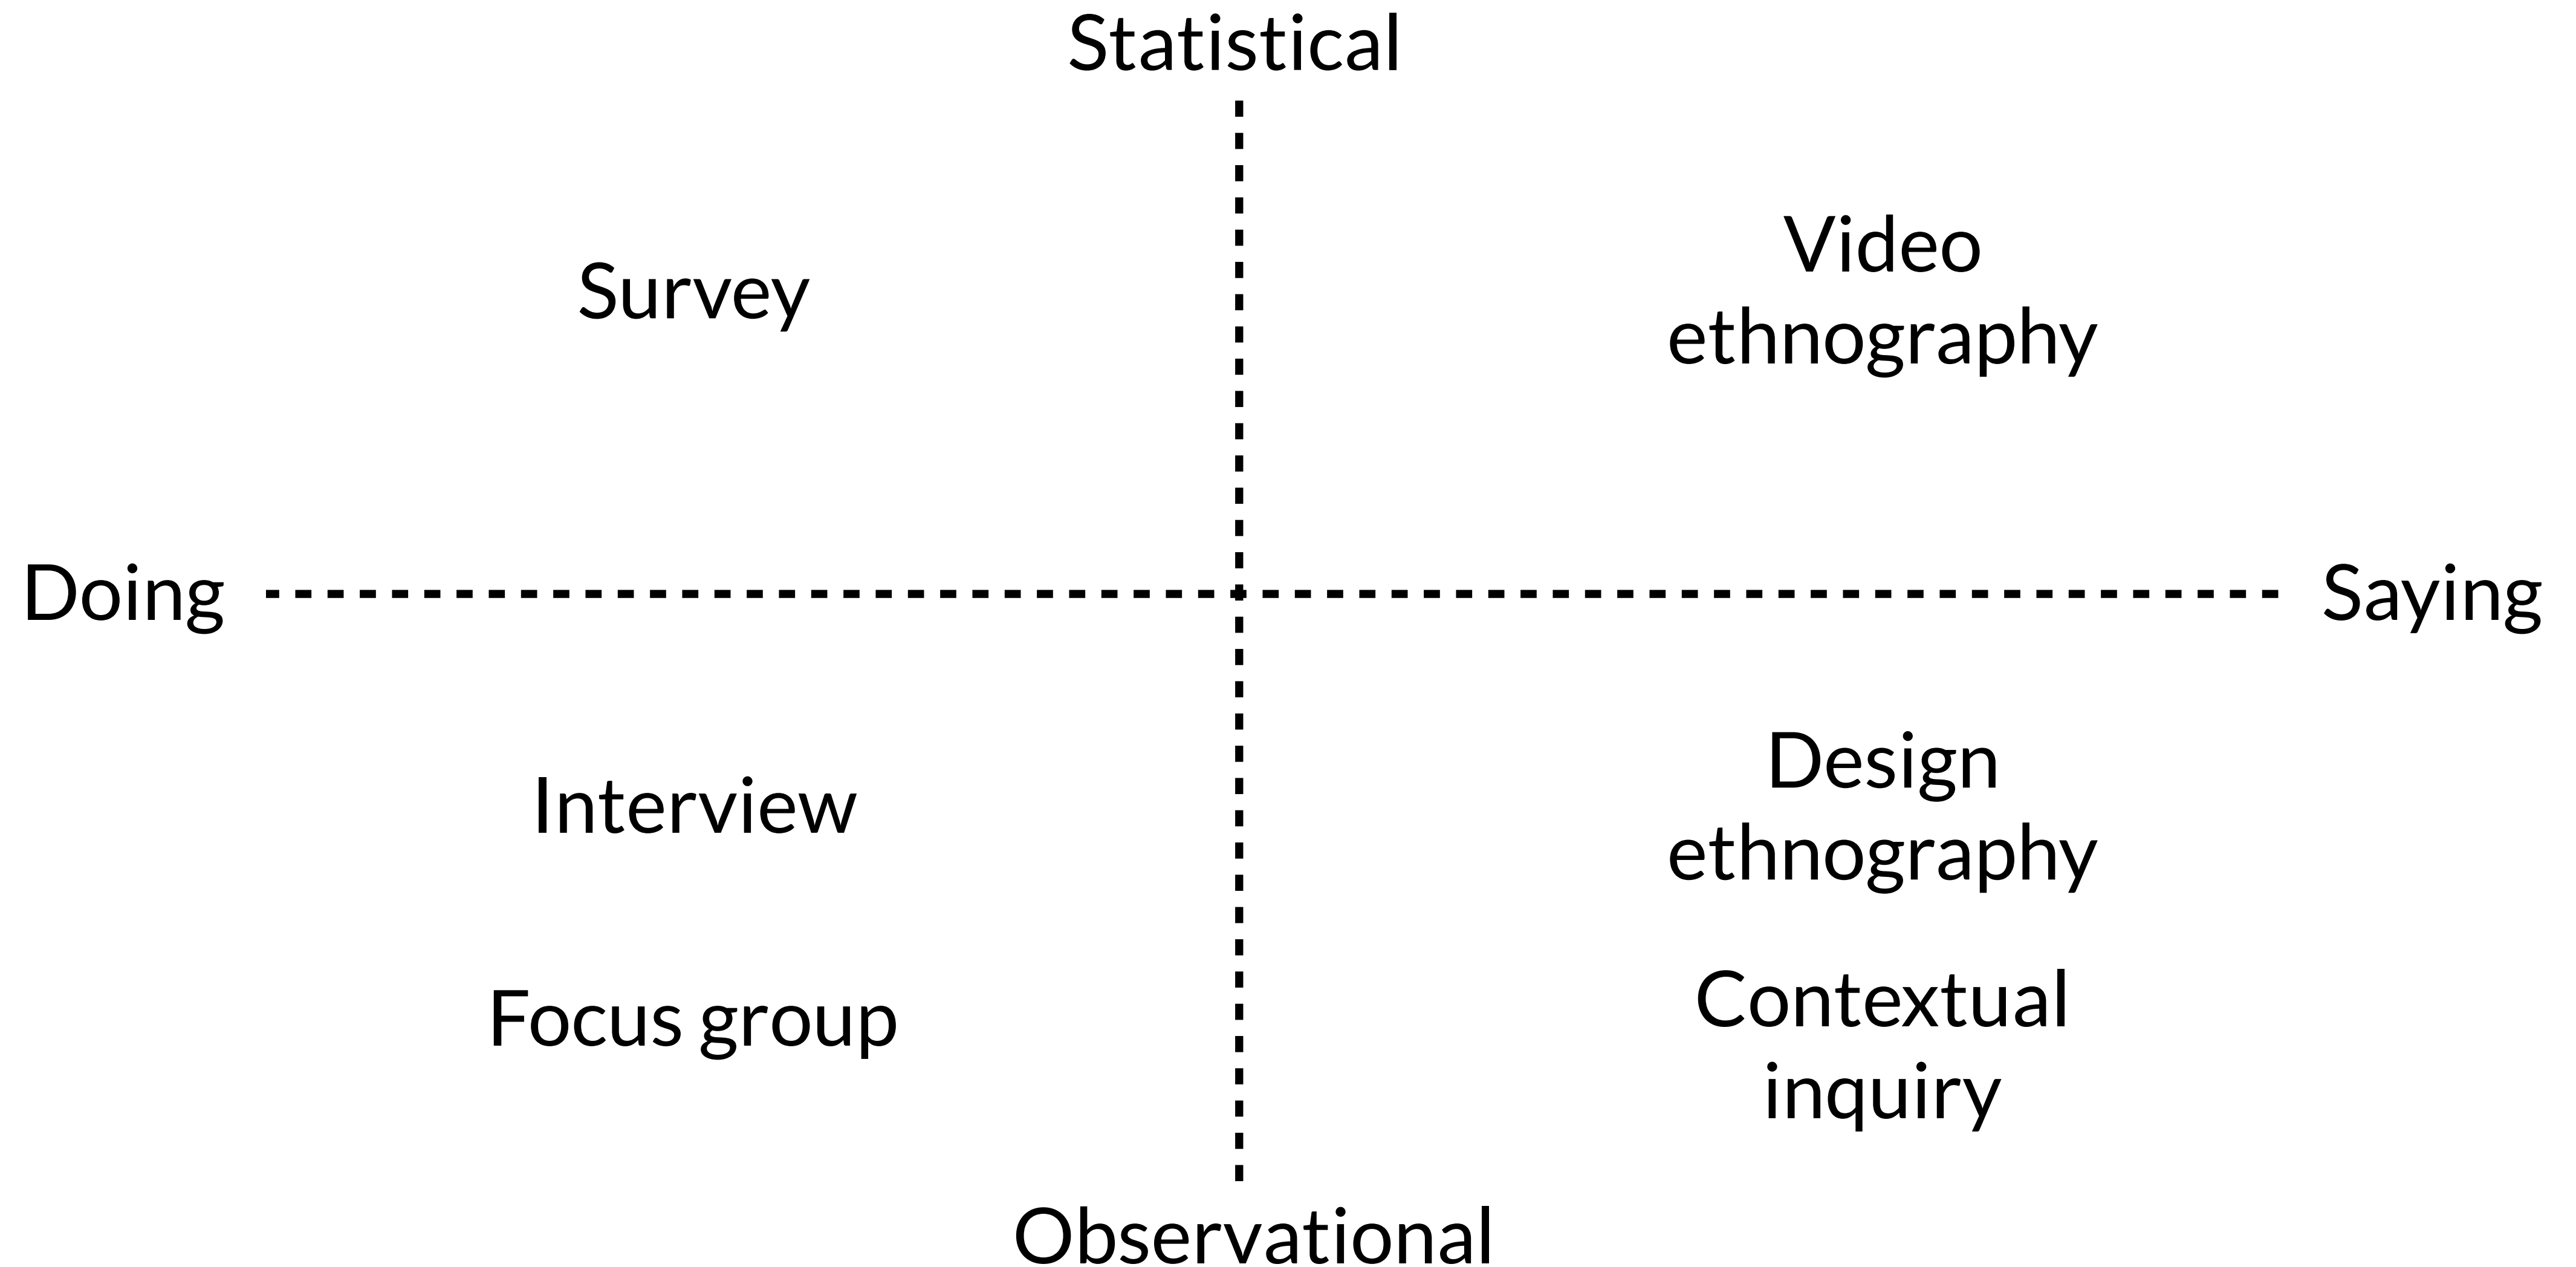 Statistical
Survey
Video
ethnography
Doing
Saying
Interview
Design
ethnography
Focus group
Contextual
inquiry
Observational